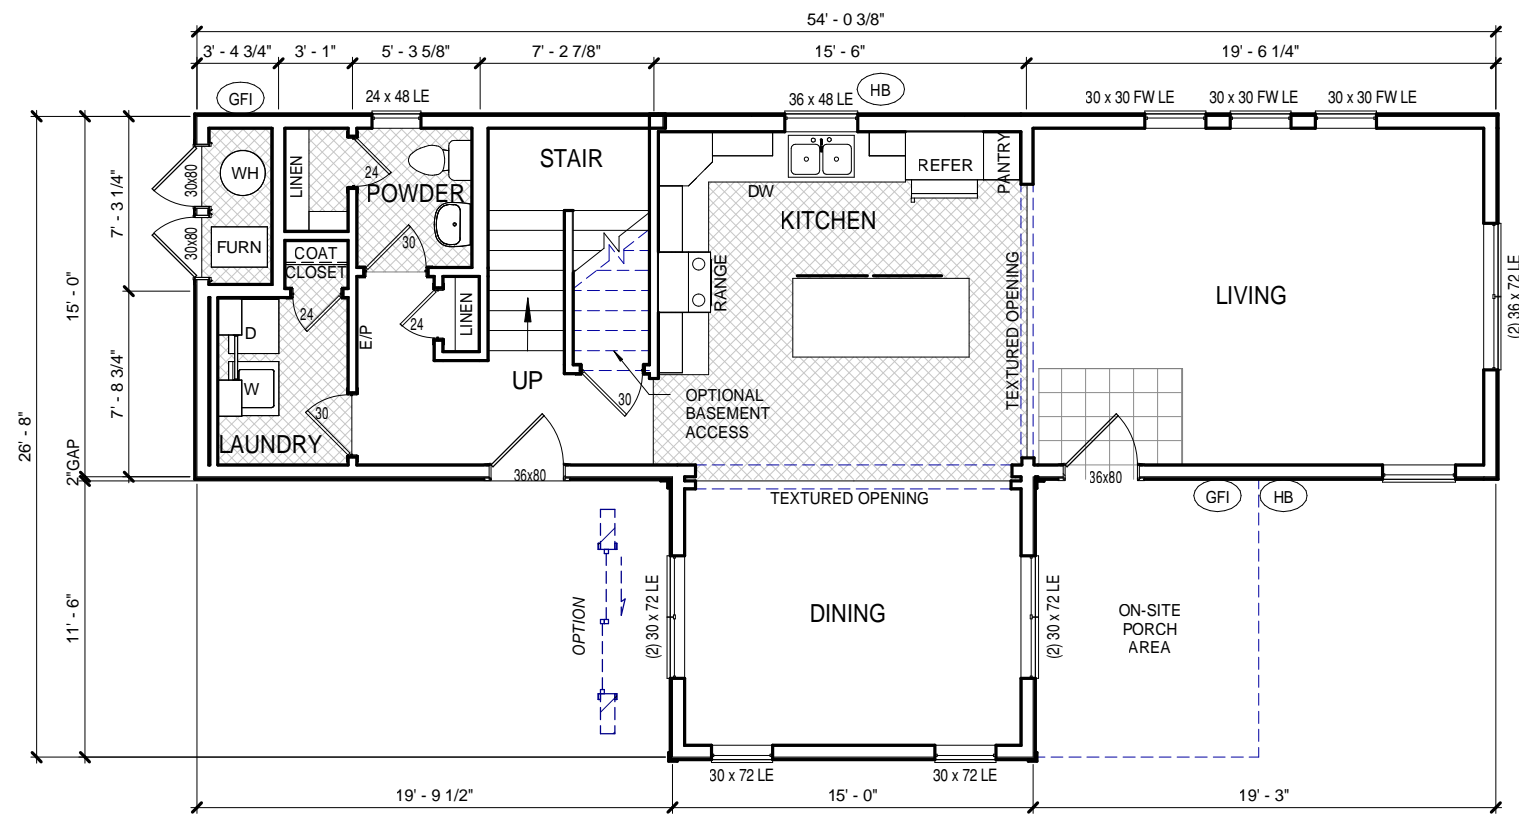 54' - 0 3/8"
3' - 4 3/4"
3' - 1"
5' - 3 5/8"
7' - 2 7/8"
15' - 6"
19' - 6 1/4"
GFI
24 x 48 LE
36 x 48 LE
HB
30 x 30 FW LE
30 x 30 FW LE
30 x 30 FW LE
30x80
WH
LINEN
24
POWDER
STAIR
REFER
PANTRY
DW
KITCHEN
7' - 3 1/4"
30x80
FURN
COAT
CLOSET
30
RANGE
TEXTURED OPENING
LIVING
(2) 36 x 72 LE
15' - 0"
24
D
E/P
24
LINEN
UP
W
30
LAUNDRY
30
OPTIONAL
BASEMENT
ACCESS
7' - 8 3/4"
26' - 8"
2" GAP
36x80
36x80
TEXTURED OPENING
GFI
HB
11' - 6"
OPTION
(2) 30 x 72 LE
DINING
(2) 30 x 72 LE
ON-SITE
PORCH
AREA
30 x 72 LE
30 x 72 LE
19' - 9 1/2"
15' - 0"
19' - 3"